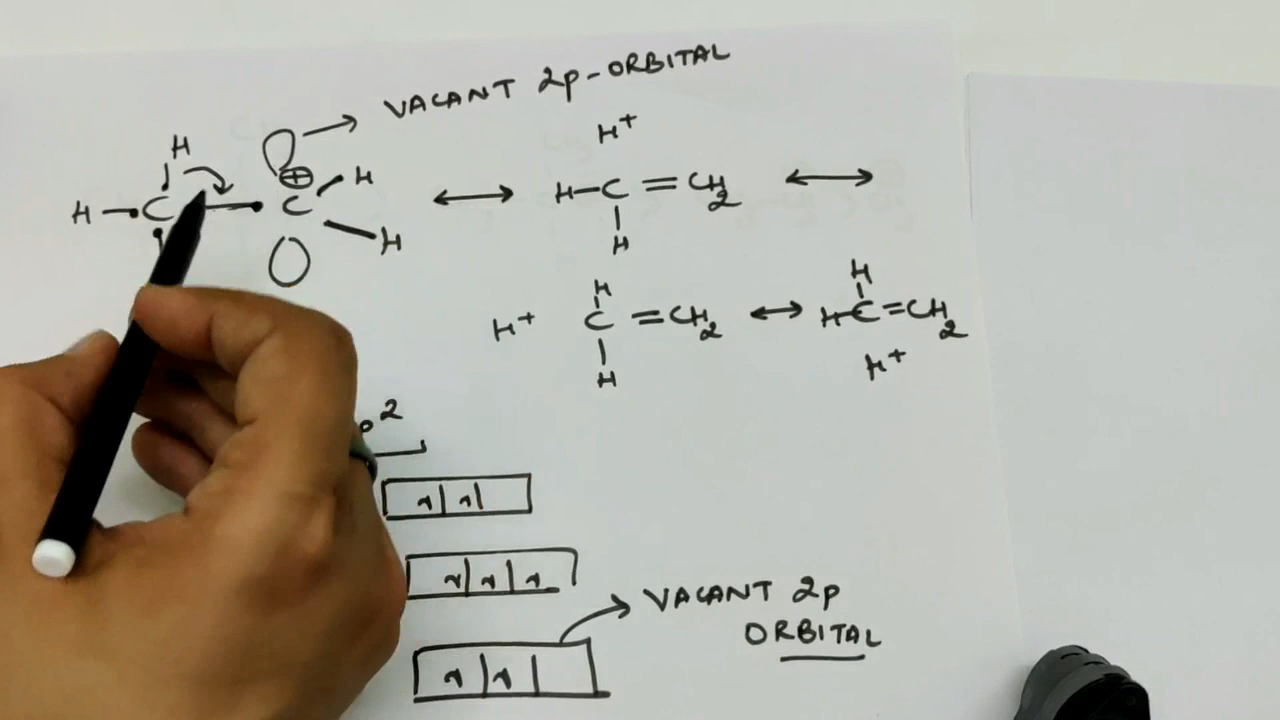 VACANT 2p-ORBITAL
H
H-C-C⊕
H
H
↔
H+
H-C=CH2
H
↔
H+
H
C=CH2
H
↔
H
H-C=CH2
H+
2
VACANT 2p
ORBITAL